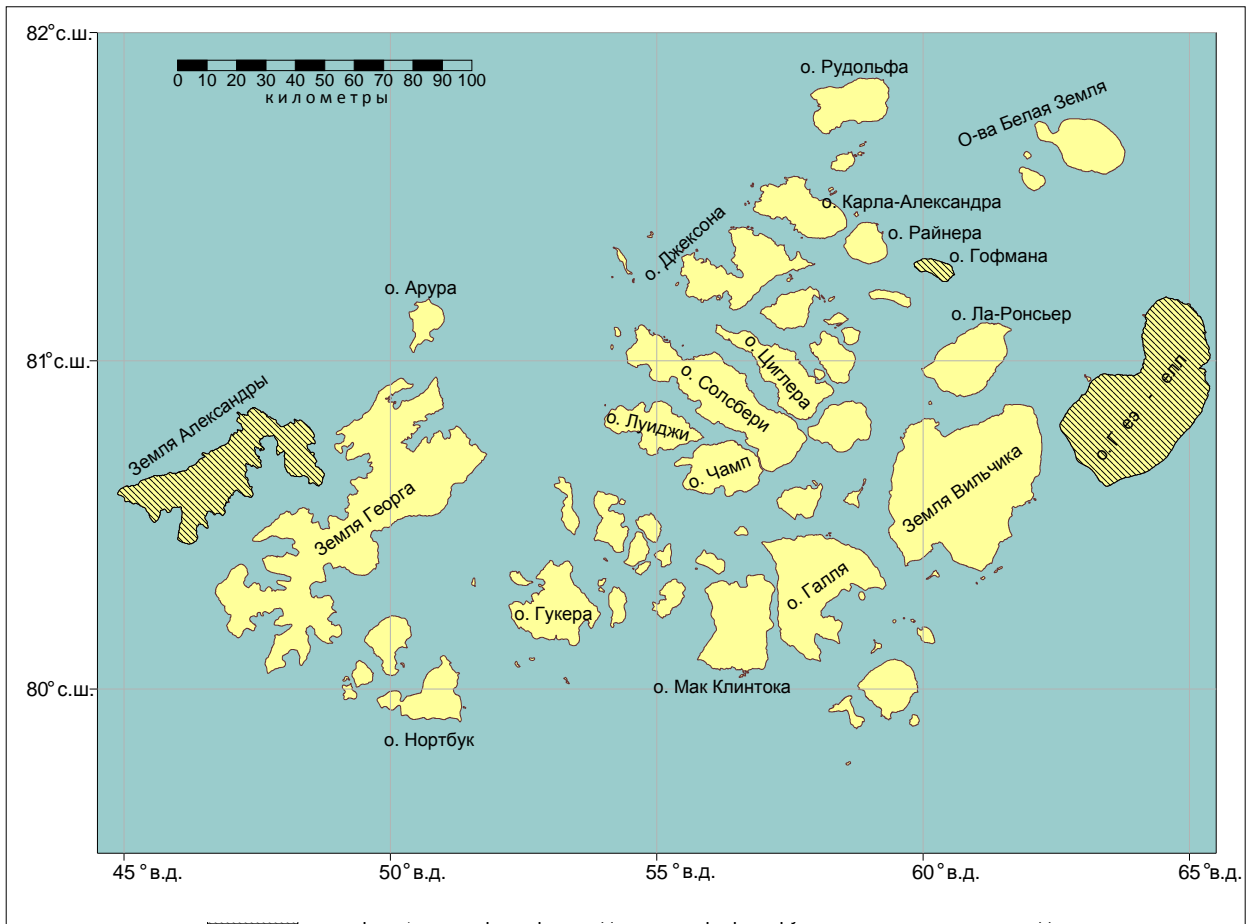 82° с.ш.
0 10 20 30 40 50 60 70 80 90 100
километры
о. Рудольфа
О-ва Белая Земля
о. Карла-Александра
о. Джексона
о. Райнера
о. Гофмана
о. Арура
о. Ла-Ронсьер
81° с.ш.
о. Циглера
о. Солсбери
Земля Александры
о. Луиджи
о. Чамп
Земля Георга
Земля Вильчика
о. Галля
о. Гукера
80° с.ш.
о. Мак Клинтока
о. Нортбук
45° в.д. 50° в.д. 55° в.д. 60° в.д. 65° в.д.